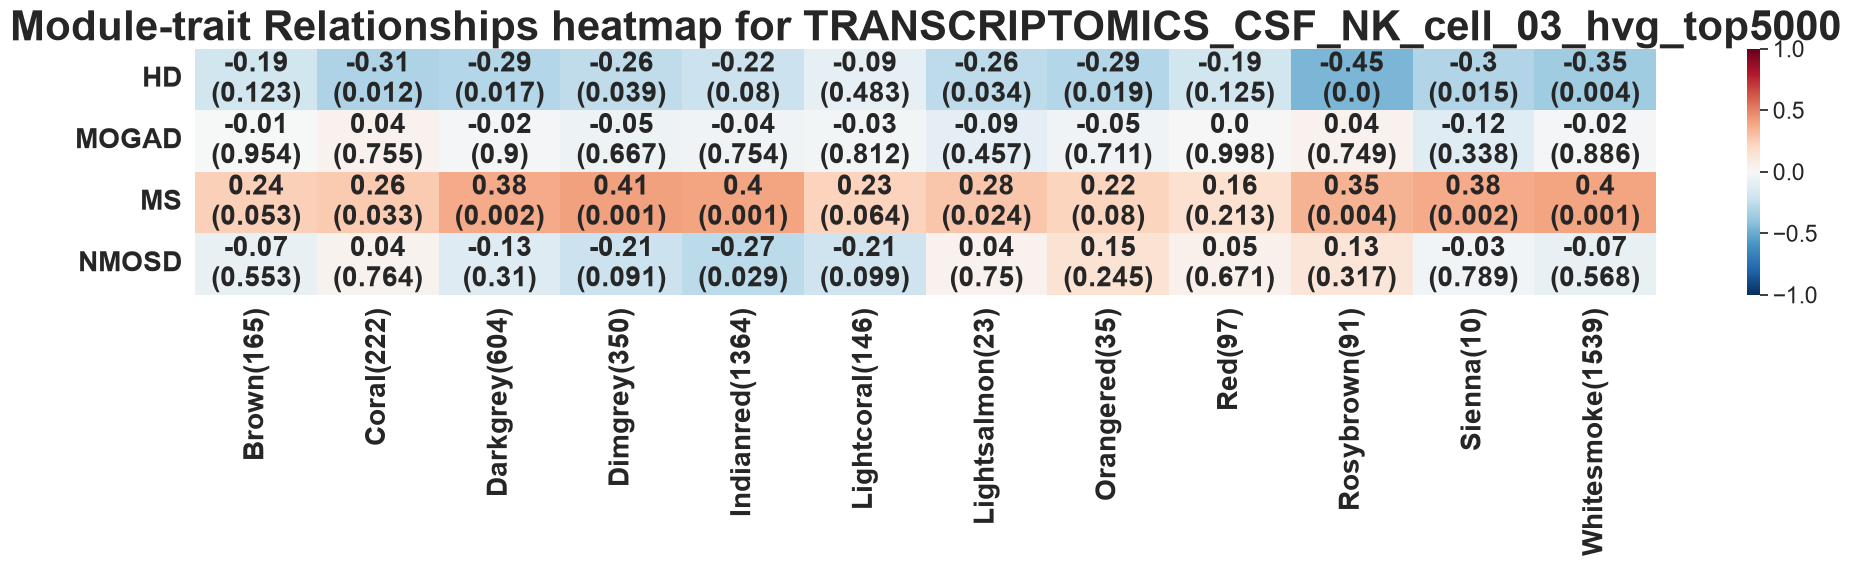 Module-trait Relationships heatmap for TRANSCRIPTOMICS_CSF_NK_cell_03_hvg_top5000
HD
-0.19 -0.31 -0.29 -0.26 -0.22 -0.09 -0.26 -0.29 -0.19 -0.45 -0.3 -0.35
(0.123) (0.012) (0.017) (0.039) (0.08) (0.483) (0.034) (0.019) (0.125) (0.0) (0.015) (0.004)
MOGAD
-0.01 0.04 -0.02 -0.05 -0.04 -0.03 -0.09 -0.05 0.0 0.04 -0.12 -0.02
(0.954) (0.755) (0.9) (0.667) (0.754) (0.812) (0.457) (0.711) (0.998) (0.749) (0.338) (0.886)
MS
0.24 0.26 0.38 0.41 0.4 0.23 0.28 0.22 0.16 0.35 0.38 0.4
(0.053) (0.033) (0.002) (0.001) (0.001) (0.064) (0.024) (0.08) (0.213) (0.004) (0.002) (0.001)
NMOSD
-0.07 0.04 -0.13 -0.21 -0.27 -0.21 0.04 0.15 0.05 0.13 -0.03 -0.07
(0.553) (0.764) (0.31) (0.091) (0.029) (0.099) (0.75) (0.245) (0.671) (0.317) (0.789) (0.568)
Brown(165)
Coral(222)
Darkgrey(604)
Dimgrey(350)
Indianred(1364)
Lightcoral(146)
Lightsalmon(23)
Orangered(35)
Red(97)
Rosybrown(91)
Sienna(10)
Whitesmoke(1539)
1.0
0.5
0.0
−0.5
−1.0